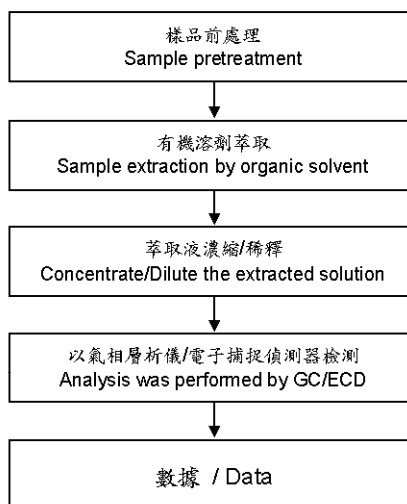 樣品前處理
Sample pretreatment
有機溶劑萃取
Sample extraction by organic solvent
萃取液濃縮/稀釋
Concentrate/Dilute the extracted solution
以氣相層析儀/電子捕捉偵測器檢測
Analysis was performed by GC/ECD
數據 / Data